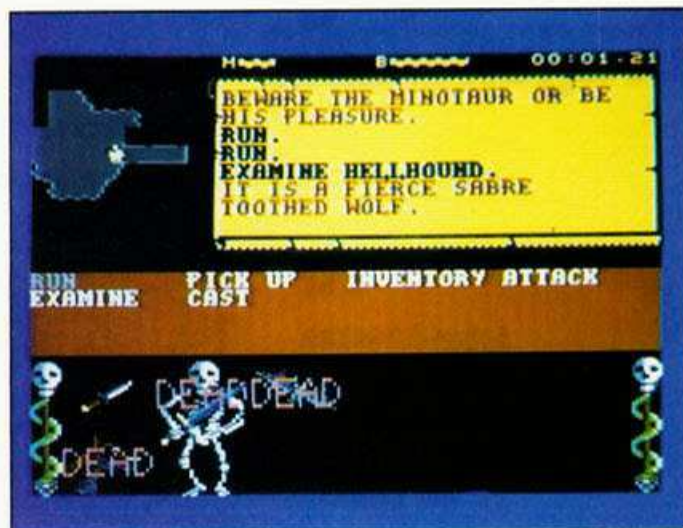 M B 00:01.21
BEWARE THE MINOTAUR OR BE
HIS PLEASURE.
RUN.
RUN.
EXAMINE HELLHOUND.
IT IS A FIERCE SABRE
TOOTHED WOLF.
RUN PICK UP INVENTORY ATTACK
EXAMINE CAST
DEAD DEAD
DEAD